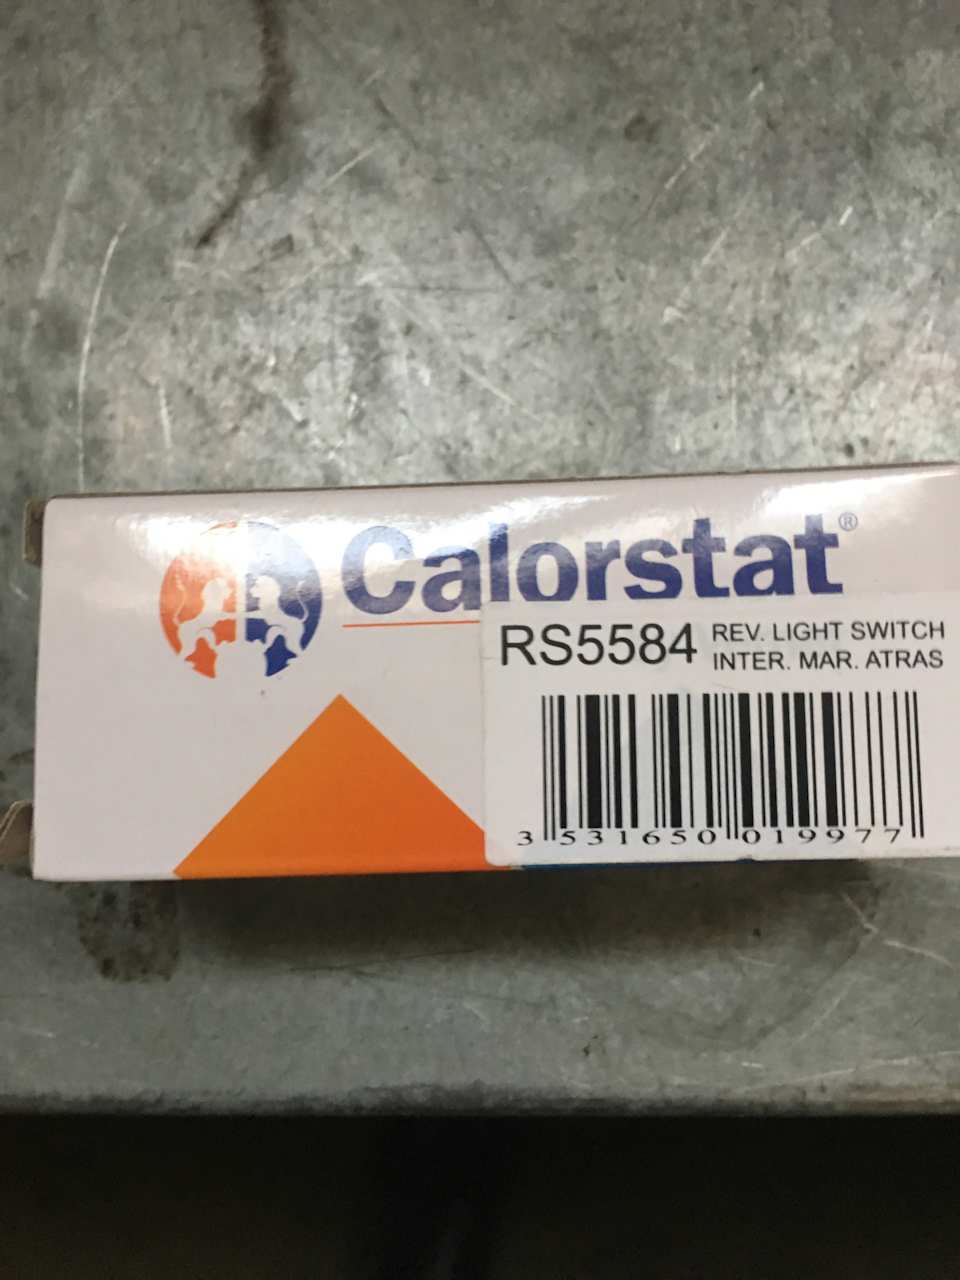 Calorstat®
RS5584
REV. LIGHT SWITCH
INTER. MAR. ATRAS
3 531650 019977